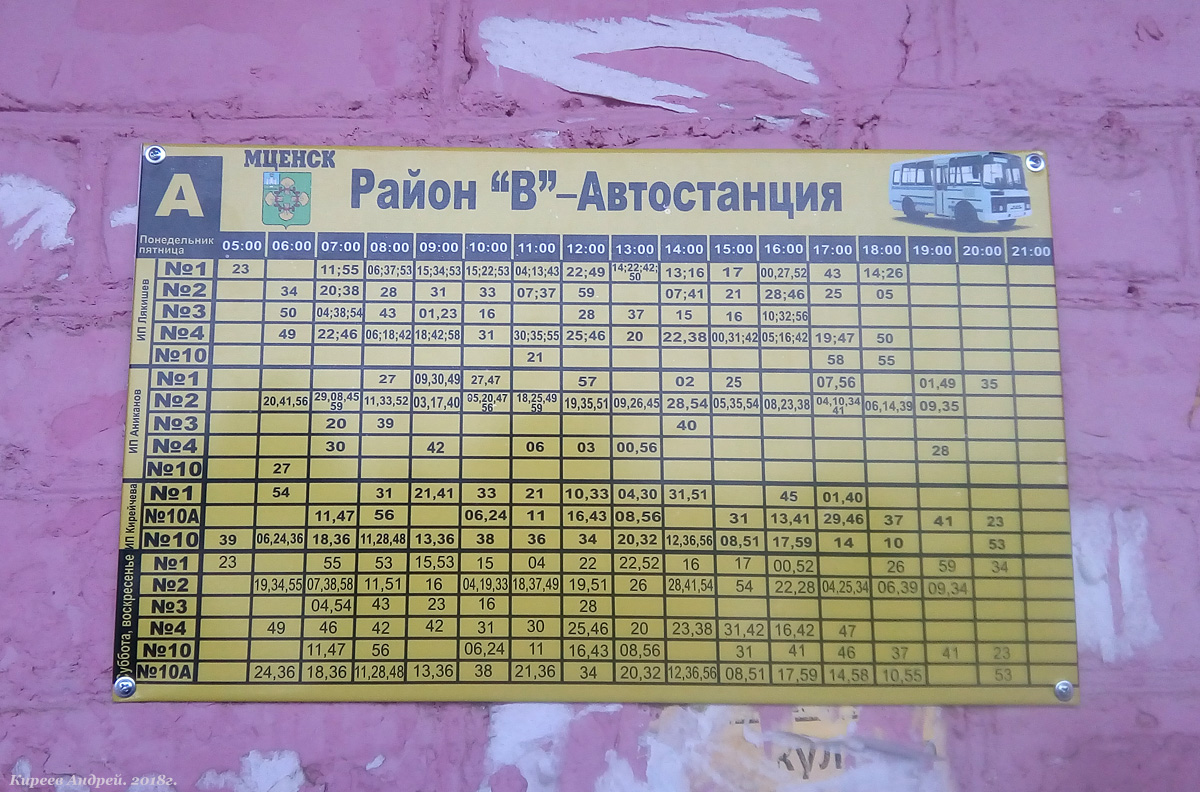 МЦЕНСК
А Район “В”–Автостанция
Понедельник
пятница 05:00 06:00 07:00 08:00 09:00 10:00 11:00 12:00 13:00 14:00 15:00 16:00 17:00 18:00 19:00 20:00 21:00
ИП Лякишев
№1 23 11;55 06;37;53 15;34;53 15;22;53 04;13;43 22;49 14;22;42; 50 13;16 17 00,27,52 43 14;26
№2 34 20;38 28 31 33 07;37 59 07;41 21 28;46 25 05
№3 50 04;38;54 43 01,23 16 28 37 15 16 10;32;56
№4 49 22;46 06;18;42 18;42;58 31 30;35;55 25;46 20 22,38 00,31;42 05;16;42 19;47 50
№10 21 58 55
ИП Аниканов
№1 27 09,30,49 27,47 57 02 25 07,56 01,49 35
№2 20,41,56 29,08,45 59 11,33,52 03,17,40 05,20,47 56 18,25,49 59 19,35,51 09,26,45 28,54 05,35,54 08,23,38 04,10,34 41 06,14,39 09,35
№3 20 39 40
№4 30 42 06 03 00,56 28
№10 27
ИП Кирейчева
№1 54 31 21,41 33 21 10,33 04,30 31,51 45 01,40
№10А 11,47 56 06,24 11 16,43 08,56 31 13,41 29,46 37 41 23
№10 39 06,24,36 18,36 11,28,48 13,36 38 36 34 20,32 12,36,56 08,51 17,59 14 10 53
Суббота, воскресенье
№1 23 55 53 15,53 15 04 22 22,52 16 17 00,52 26 59 34
№2 19,34,55 07,38,58 11,51 16 04,19,33 18,37,49 19,51 26 28,41,54 54 22,28 04,25,34 06,39 09,34
№3 04,54 43 23 16 28
№4 49 46 42 42 31 30 25,46 20 23,38 31,42 16,42 47
№10 11,47 56 06,24 11 16,43 08,56 31 41 46 37 41 23
№10А 24,36 18,36 11,28,48 13,36 38 21,36 34 20,32 12,36,56 08,51 17,59 14,58 10,55 53
кул
Киреев Андрей. 2018г.